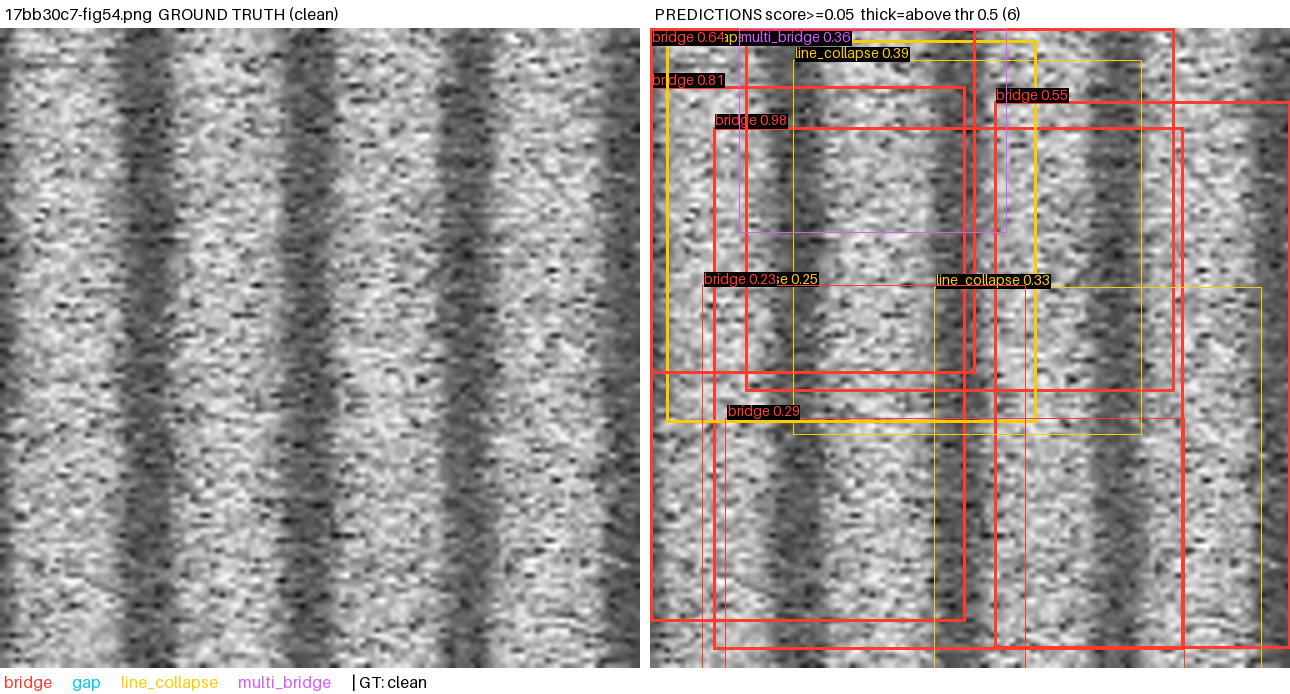 17bb30c7-fig54.png  GROUND TRUTH (clean)
PREDICTIONS score>=0.05  thick=above thr 0.5 (6)
bridge 0.64
multi_bridge 0.36
line_collapse 0.39
bridge 0.81
bridge 0.55
bridge 0.98
bridge 0.23
0.25
line_collapse 0.33
bridge 0.29
bridge gap line_collapse multi_bridge | GT: clean